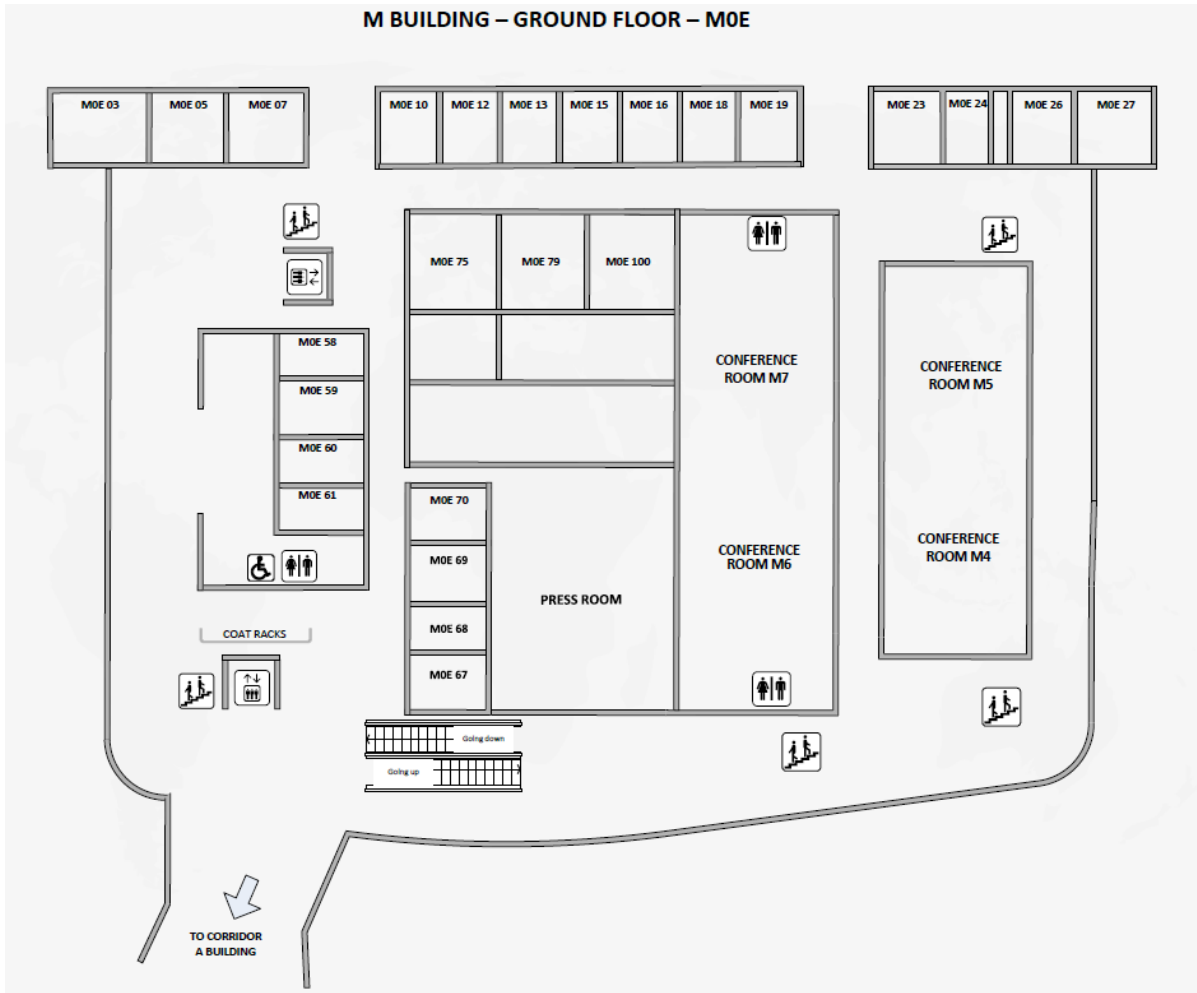 M BUILDING – GROUND FLOOR – M0E
M0E 03
M0E 05
M0E 07
M0E 10
M0E 12
M0E 13
M0E 15
M0E 16
M0E 18
M0E 19
M0E 23
M0E 24
M0E 26
M0E 27
M0E 75
M0E 79
M0E 100
M0E 58
M0E 59
M0E 60
M0E 61
CONFERENCE
ROOM M7
CONFERENCE
ROOM M5
M0E 70
M0E 69
M0E 68
M0E 67
PRESS ROOM
CONFERENCE
ROOM M6
CONFERENCE
ROOM M4
COAT RACKS
Going down
Going up
TO CORRIDOR
A BUILDING